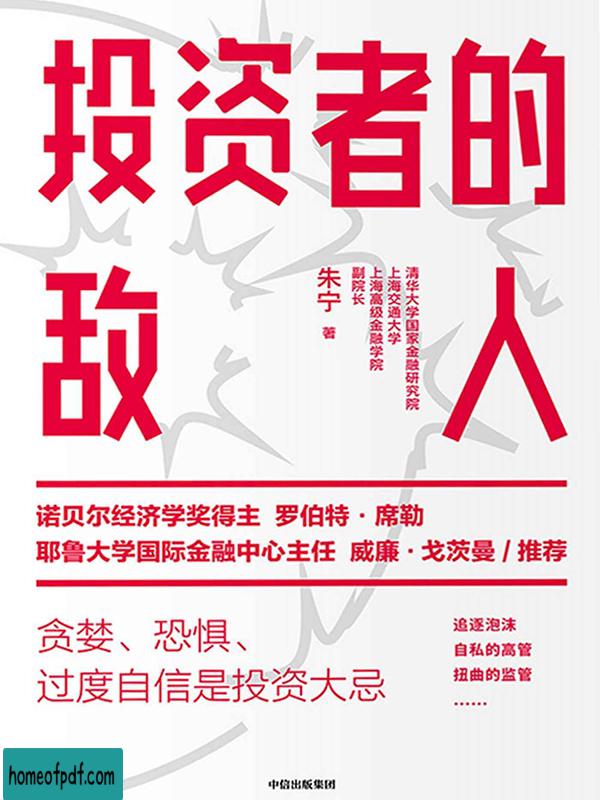 投资者的
敌人
清华大学国家金融研究院
上海交通大学
上海高级金融学院
副院长
朱宁 著
诺贝尔经济学奖得主 罗伯特·席勒
耶鲁大学国际金融中心主任 威廉·戈茨曼/推荐
贪婪、恐惧、
过度自信是投资大忌
追逐泡沫
自私的高管
扭曲的监管
……
homeofpdf.com
中信出版集团